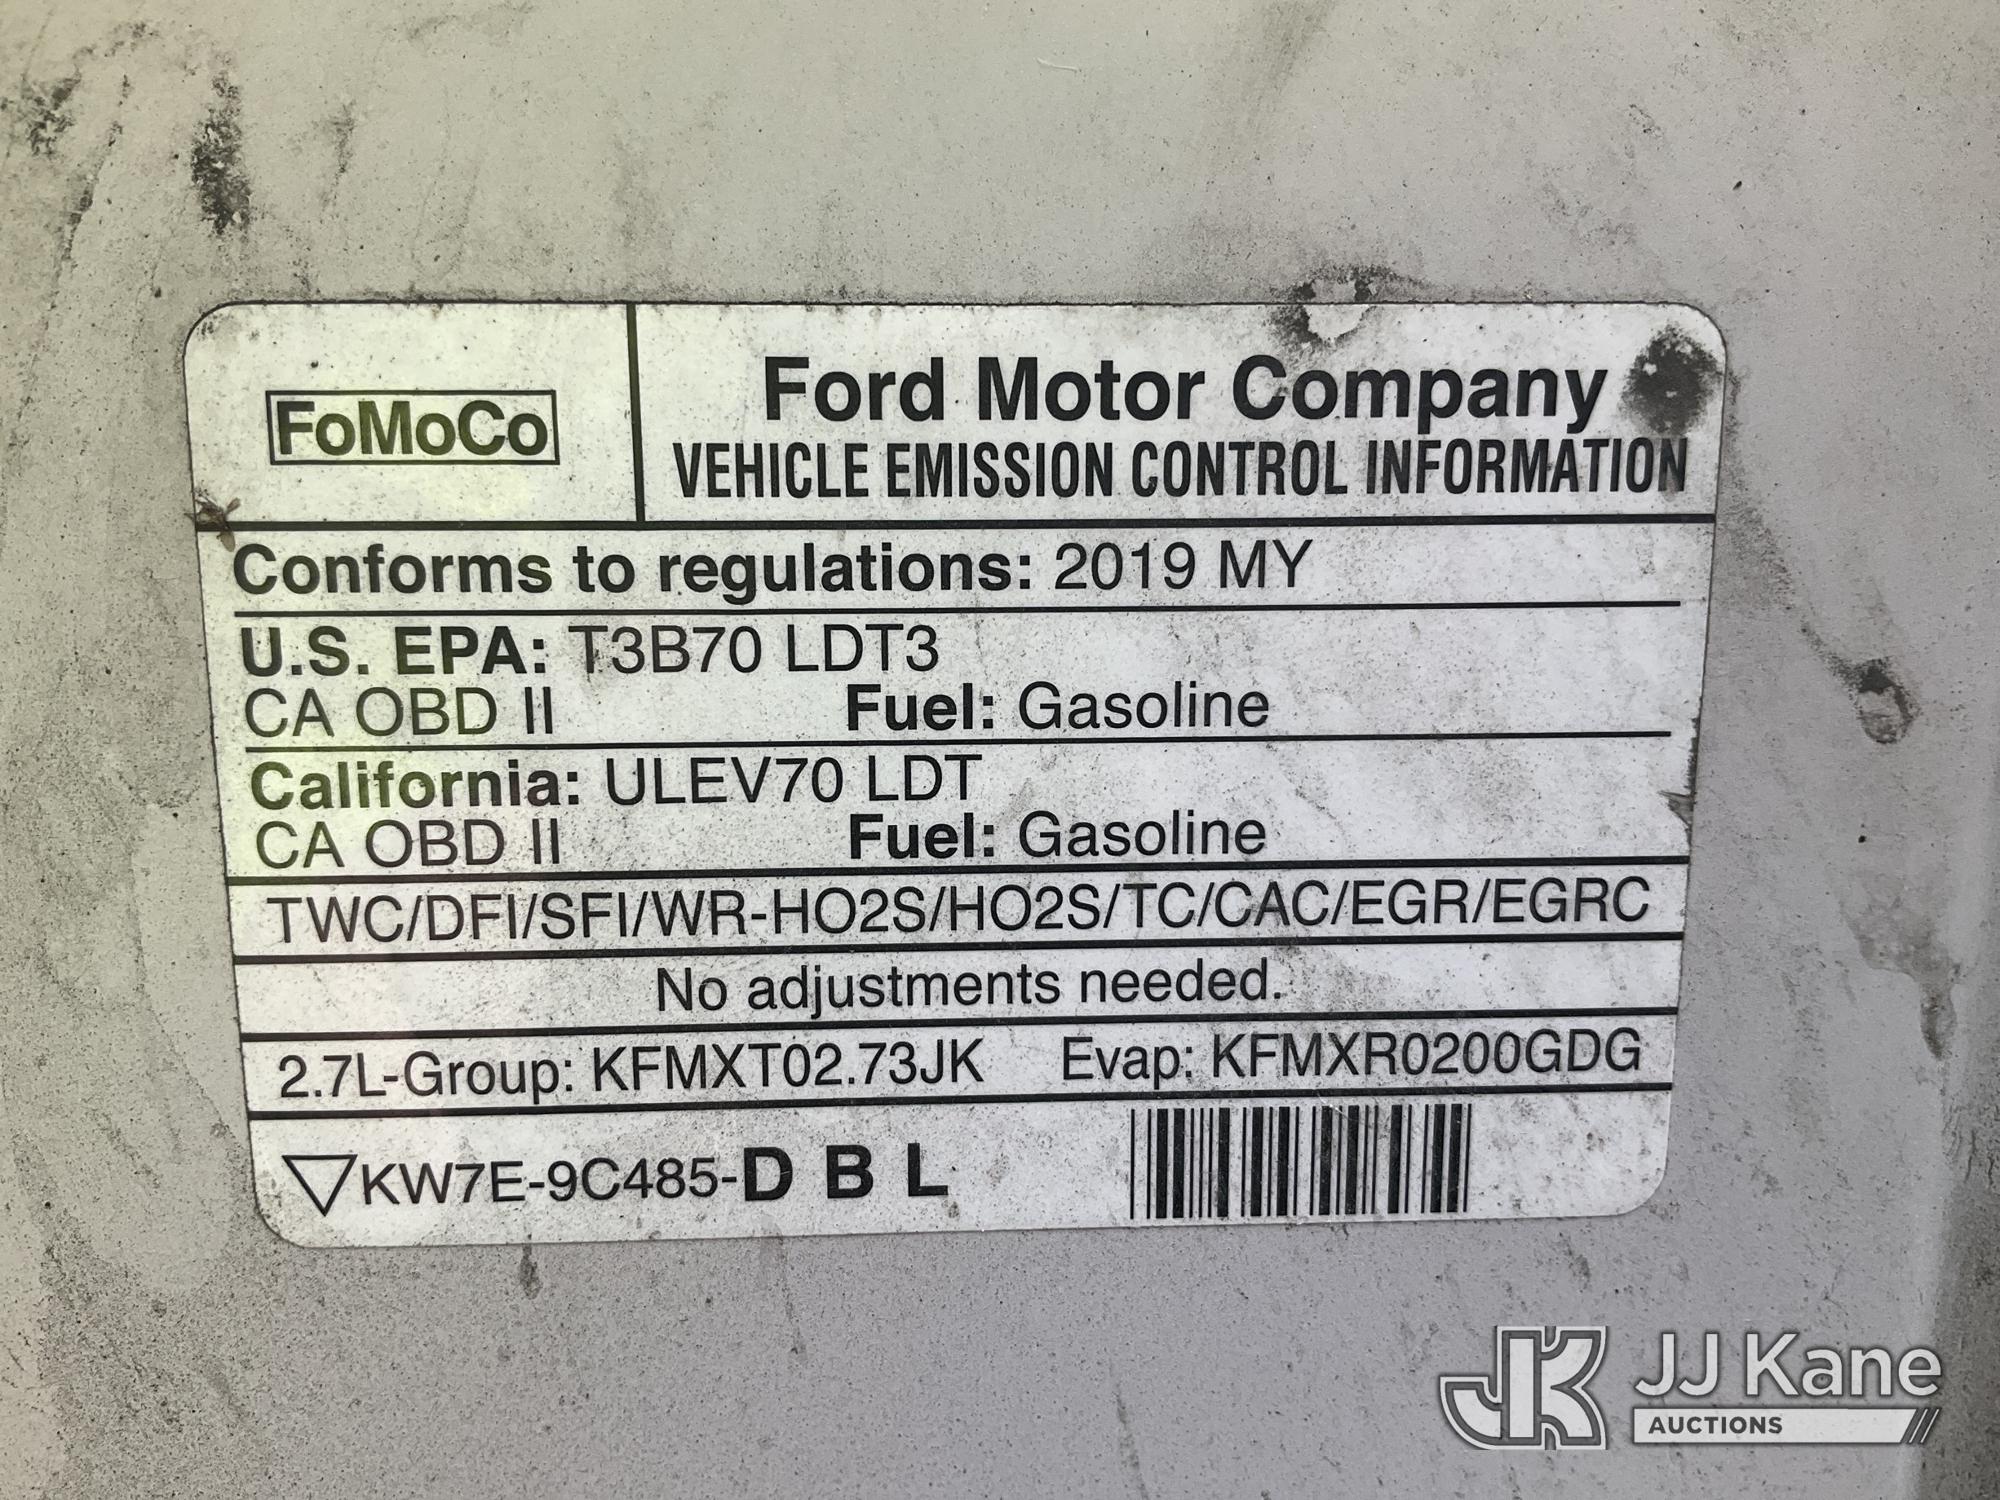 FoMoCo
Ford Motor Company
VEHICLE EMISSION CONTROL INFORMATION
Conforms to regulations: 2019 MY
U.S. EPA: T3B70 LDT3
CA OBD II Fuel: Gasoline
California: ULEV70 LDT
CA OBD II Fuel: Gasoline
TWC/DFI/SFI/WR-HO2S/HO2S/TC/CAC/EGR/EGRC
No adjustments needed.
2.7L-Group: KFMXT02.73JK Evap: KFMXR0200GDG
KW7E-9C485-D B L
JK JJ Kane
AUCTIONS